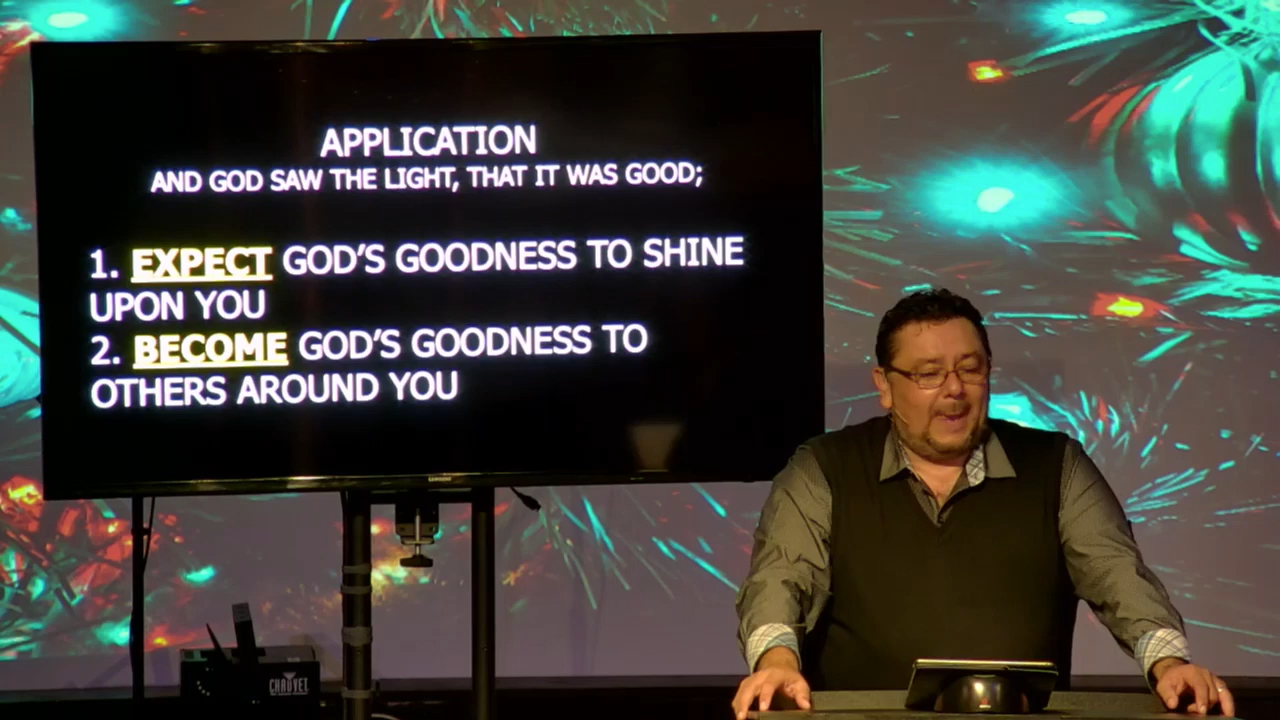 APPLICATION
AND GOD SAW THE LIGHT, THAT IT WAS GOOD;
1. EXPECT GOD'S GOODNESS TO SHINE
UPON YOU
2. BECOME GOD'S GOODNESS TO
OTHERS AROUND YOU
SAMSUNG
CHAUVET